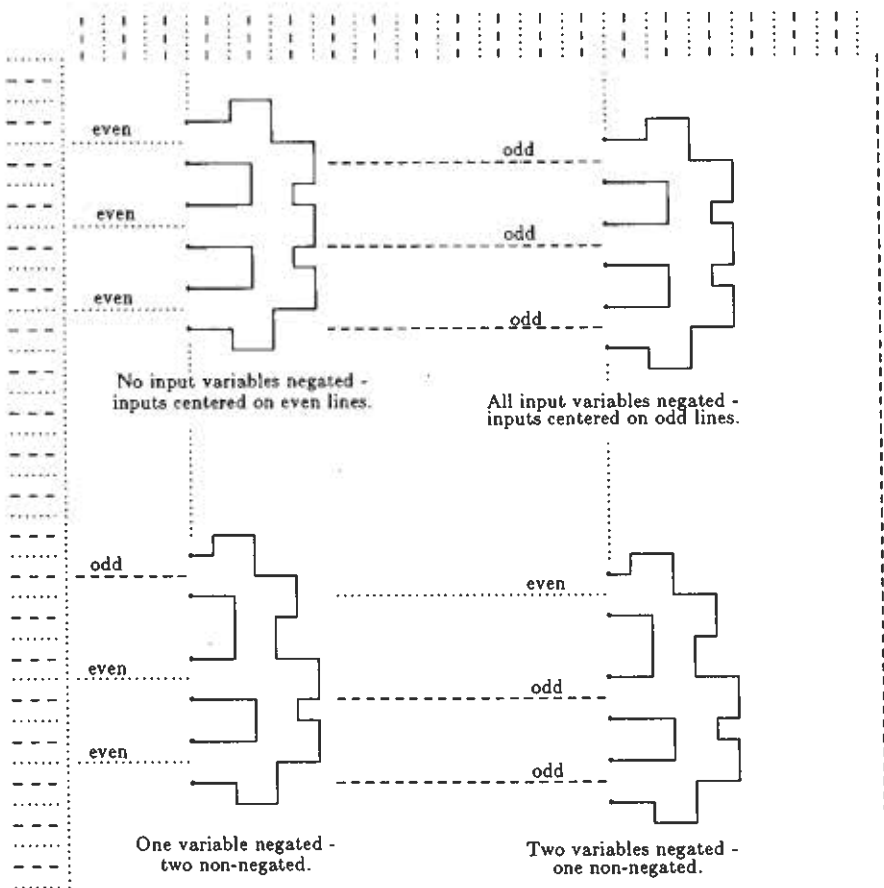 even
odd
even
odd
even
odd
No input variables negated -
inputs centered on even lines.
All input variables negated -
inputs centered on odd lines.
odd
even
even
odd
even
odd
One variable negated -
two non-negated.
Two variables negated -
one non-negated.